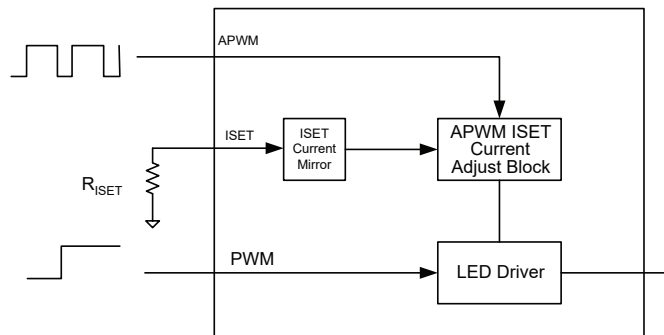 APWM
ISET
ISET
Current
Mirror
APWM ISET
Current
Adjust Block
RISET
PWM
LED Driver